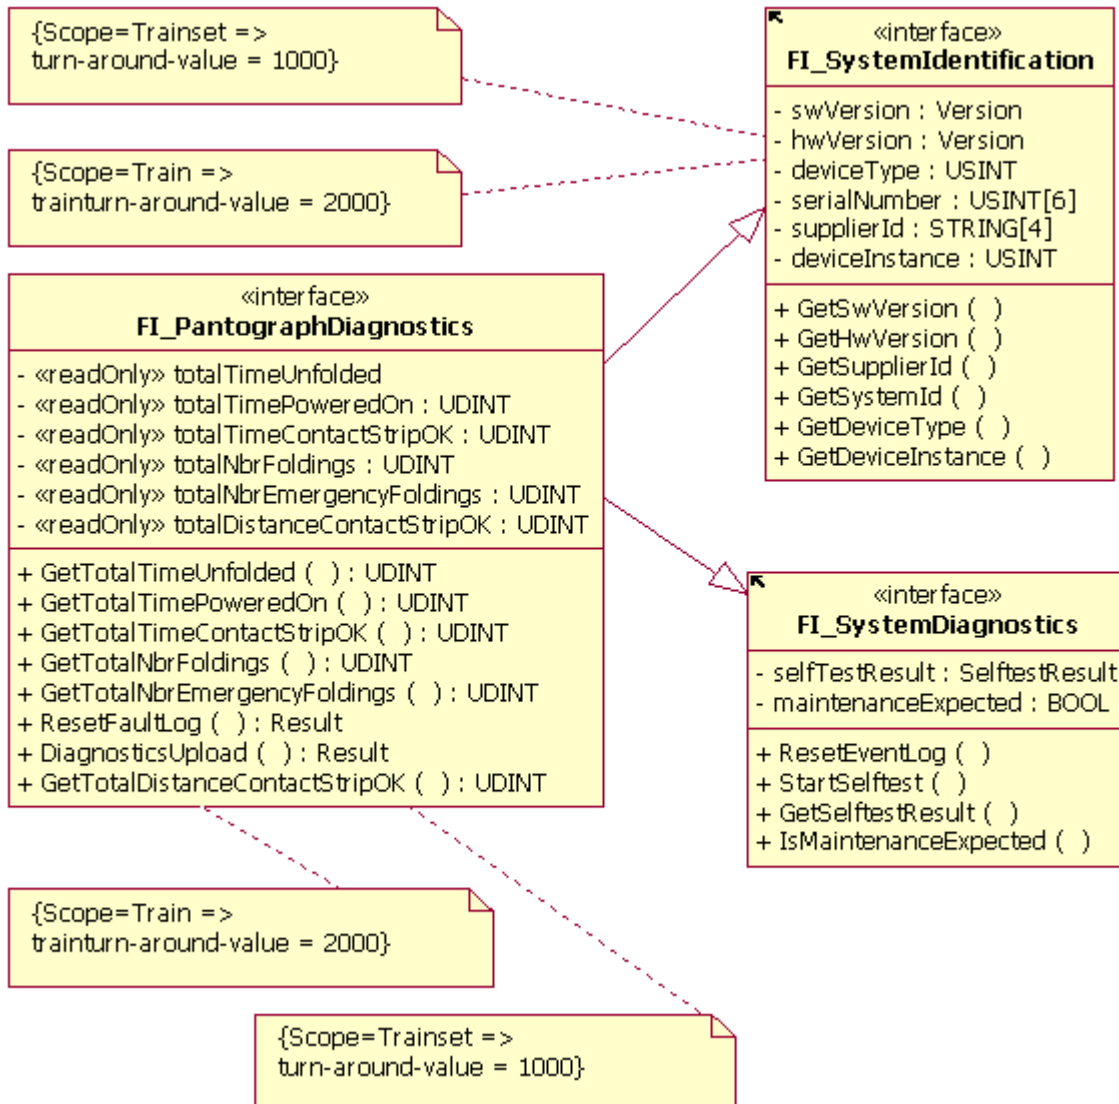 {Scope=Trainset =>
turn-around-value = 1000}
{Scope=Train =>
trainturn-around-value = 2000}
«interface»
FI_SystemIdentification
- swVersion : Version
- hwVersion : Version
- deviceType : USINT
- serialNumber : USINT[6]
- supplierId : STRING[4]
- deviceInstance : USINT
+ GetSwVersion ( )
+ GetHwVersion ( )
+ GetSupplierId ( )
+ GetSystemId ( )
+ GetDeviceType ( )
+ GetDeviceInstance ( )
«interface»
FI_PantographDiagnostics
- «readOnly» totalTimeUnfolded
- «readOnly» totalTimePoweredOn : UDINT
- «readOnly» totalTimeContactStripOK : UDINT
- «readOnly» totalNbrFoldings : UDINT
- «readOnly» totalNbrEmergencyFoldings : UDINT
- «readOnly» totalDistanceContactStripOK : UDINT
+ GetTotalTimeUnfolded ( ) : UDINT
+ GetTotalTimePoweredOn ( ) : UDINT
+ GetTotalTimeContactStripOK ( ) : UDINT
+ GetTotalNbrFoldings ( ) : UDINT
+ GetTotalNbrEmergencyFoldings ( ) : UDINT
+ ResetFaultLog ( ) : Result
+ DiagnosticsUpload ( ) : Result
+ GetTotalDistanceContactStripOK ( ) : UDINT
«interface»
FI_SystemDiagnostics
- selfTestResult : SelftestResult
- maintenanceExpected : BOOL
+ ResetEventLog ( )
+ StartSelftest ( )
+ GetSelftestResult ( )
+ IsMaintenanceExpected ( )
{Scope=Train =>
trainturn-around-value = 2000}
{Scope=Trainset =>
turn-around-value = 1000}